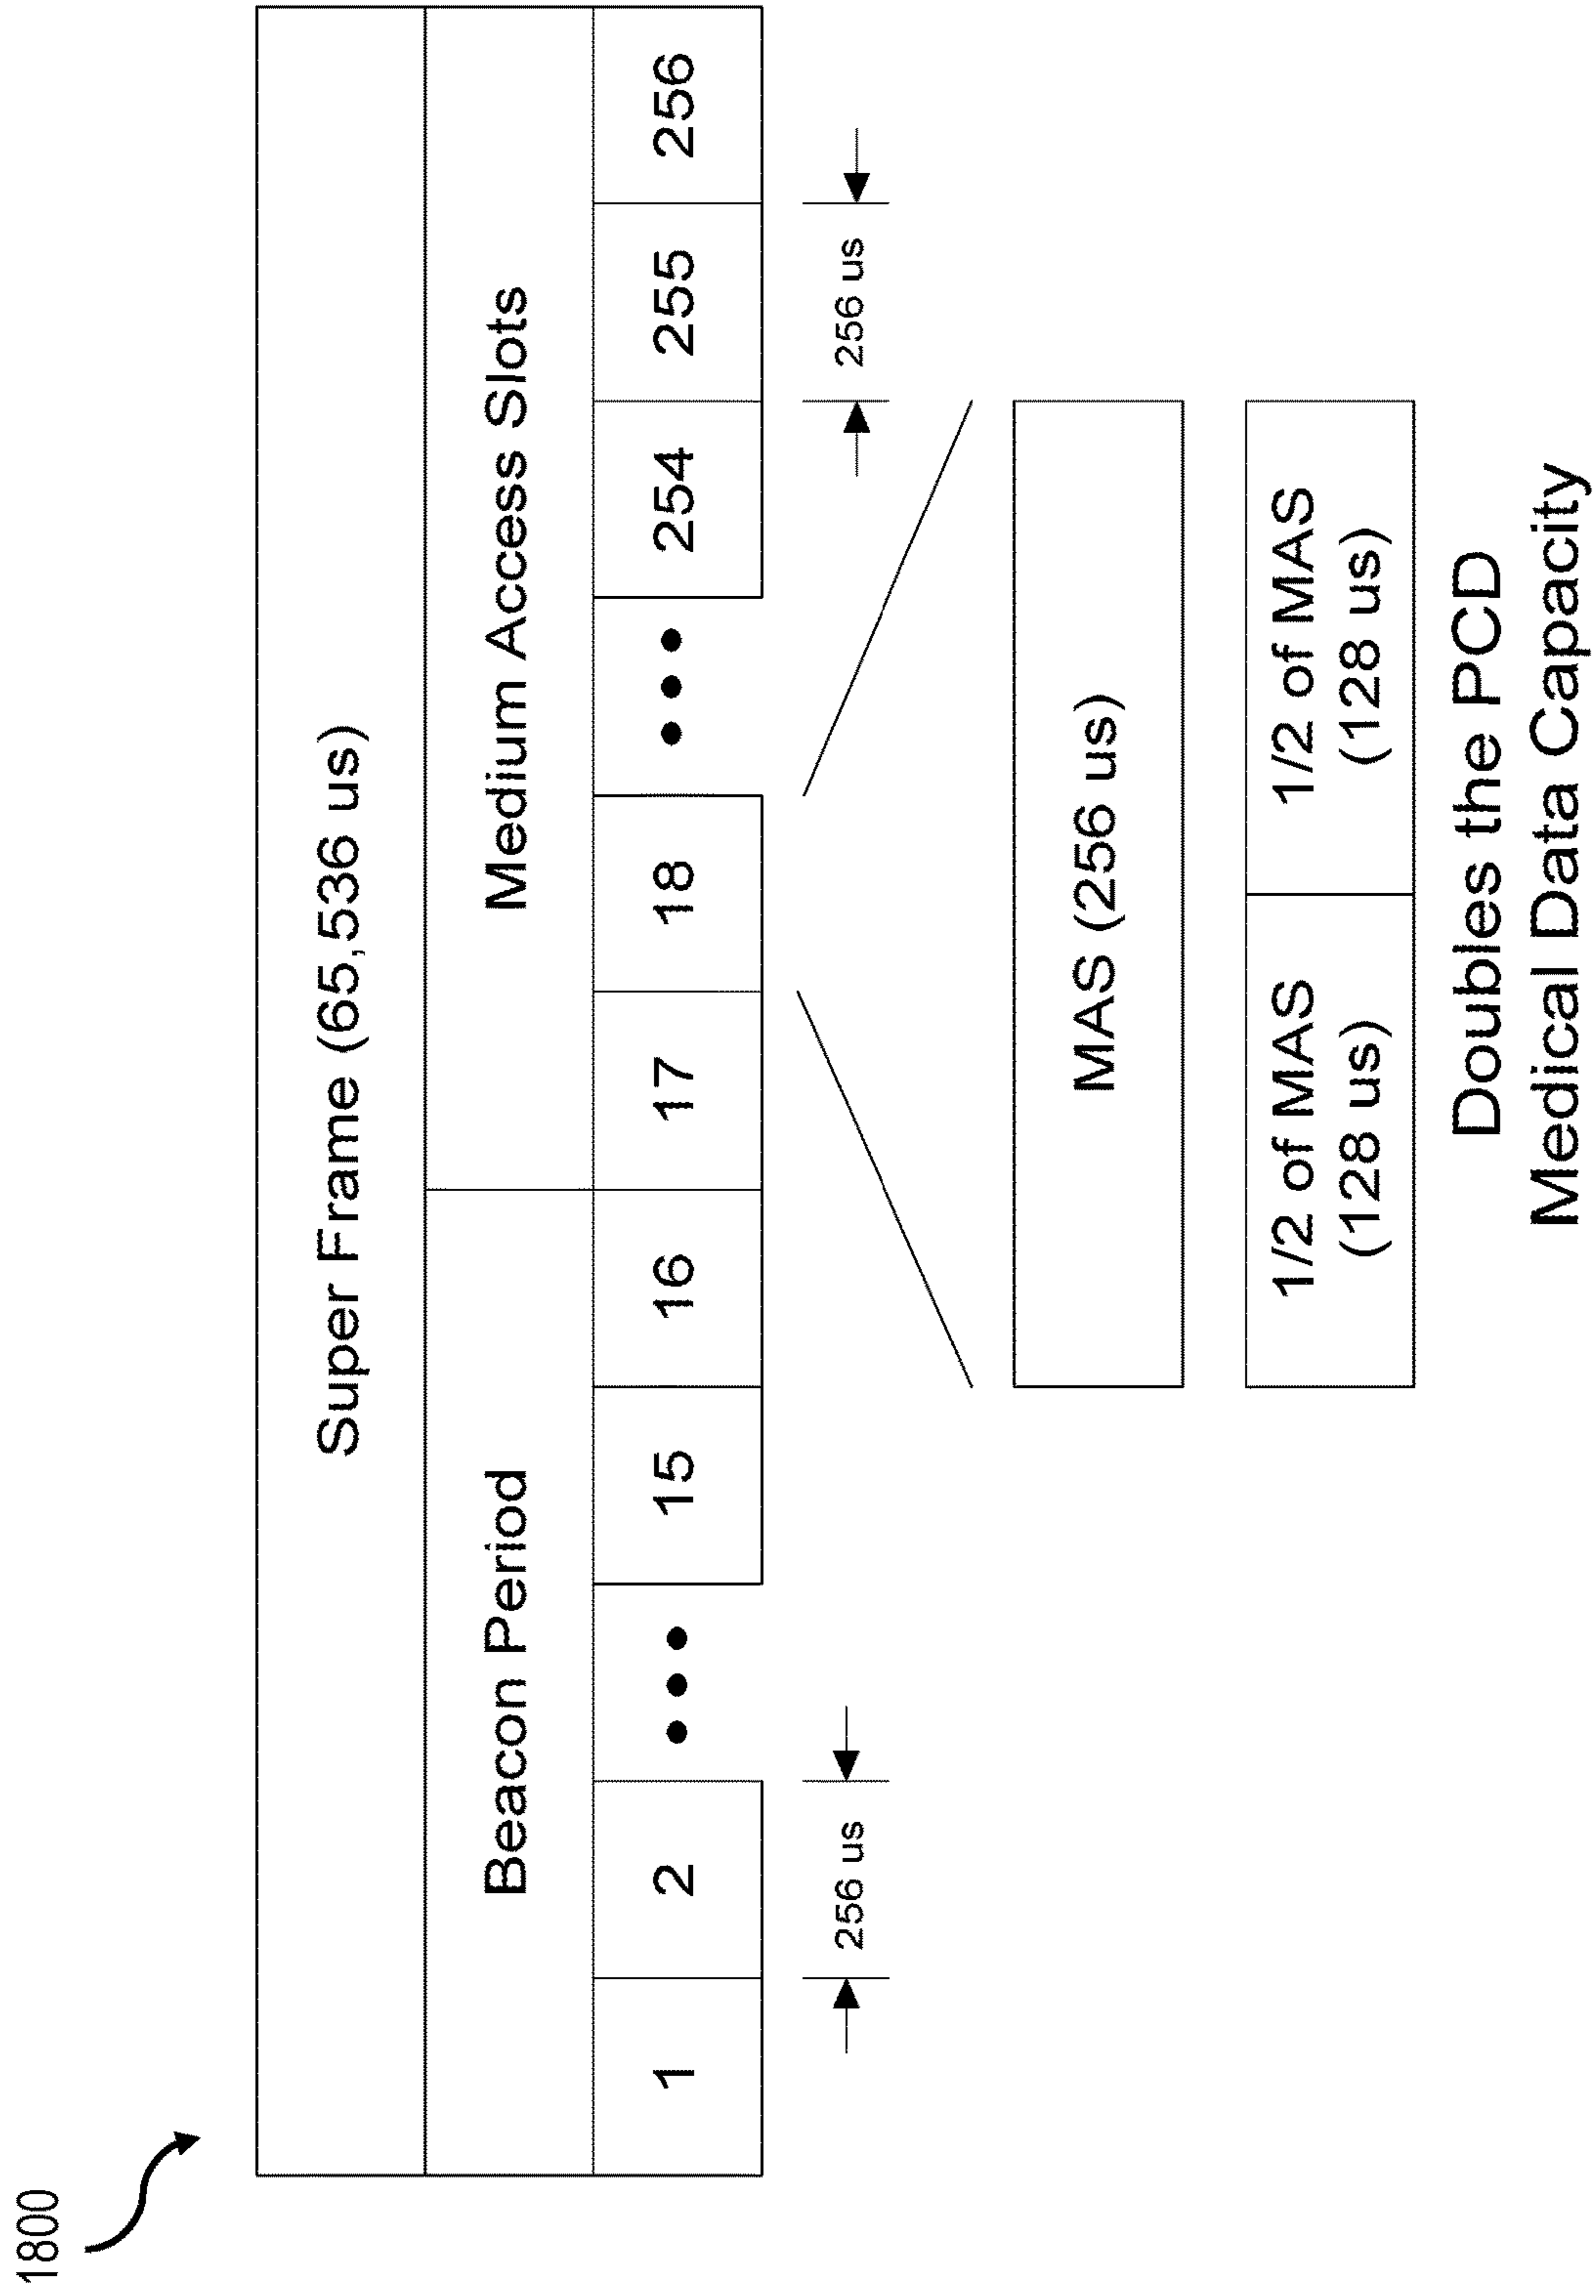 1800
Super Frame (65,536 us)
Beacon Period
Medium Access Slots
1
2
•••
15
16
17
18
•••
254
255
256
256 us
256 us
MAS (256 us)
1/2 of MAS
(128 us)
1/2 of MAS
(128 us)
Doubles the PCD
Medical Data Capacity